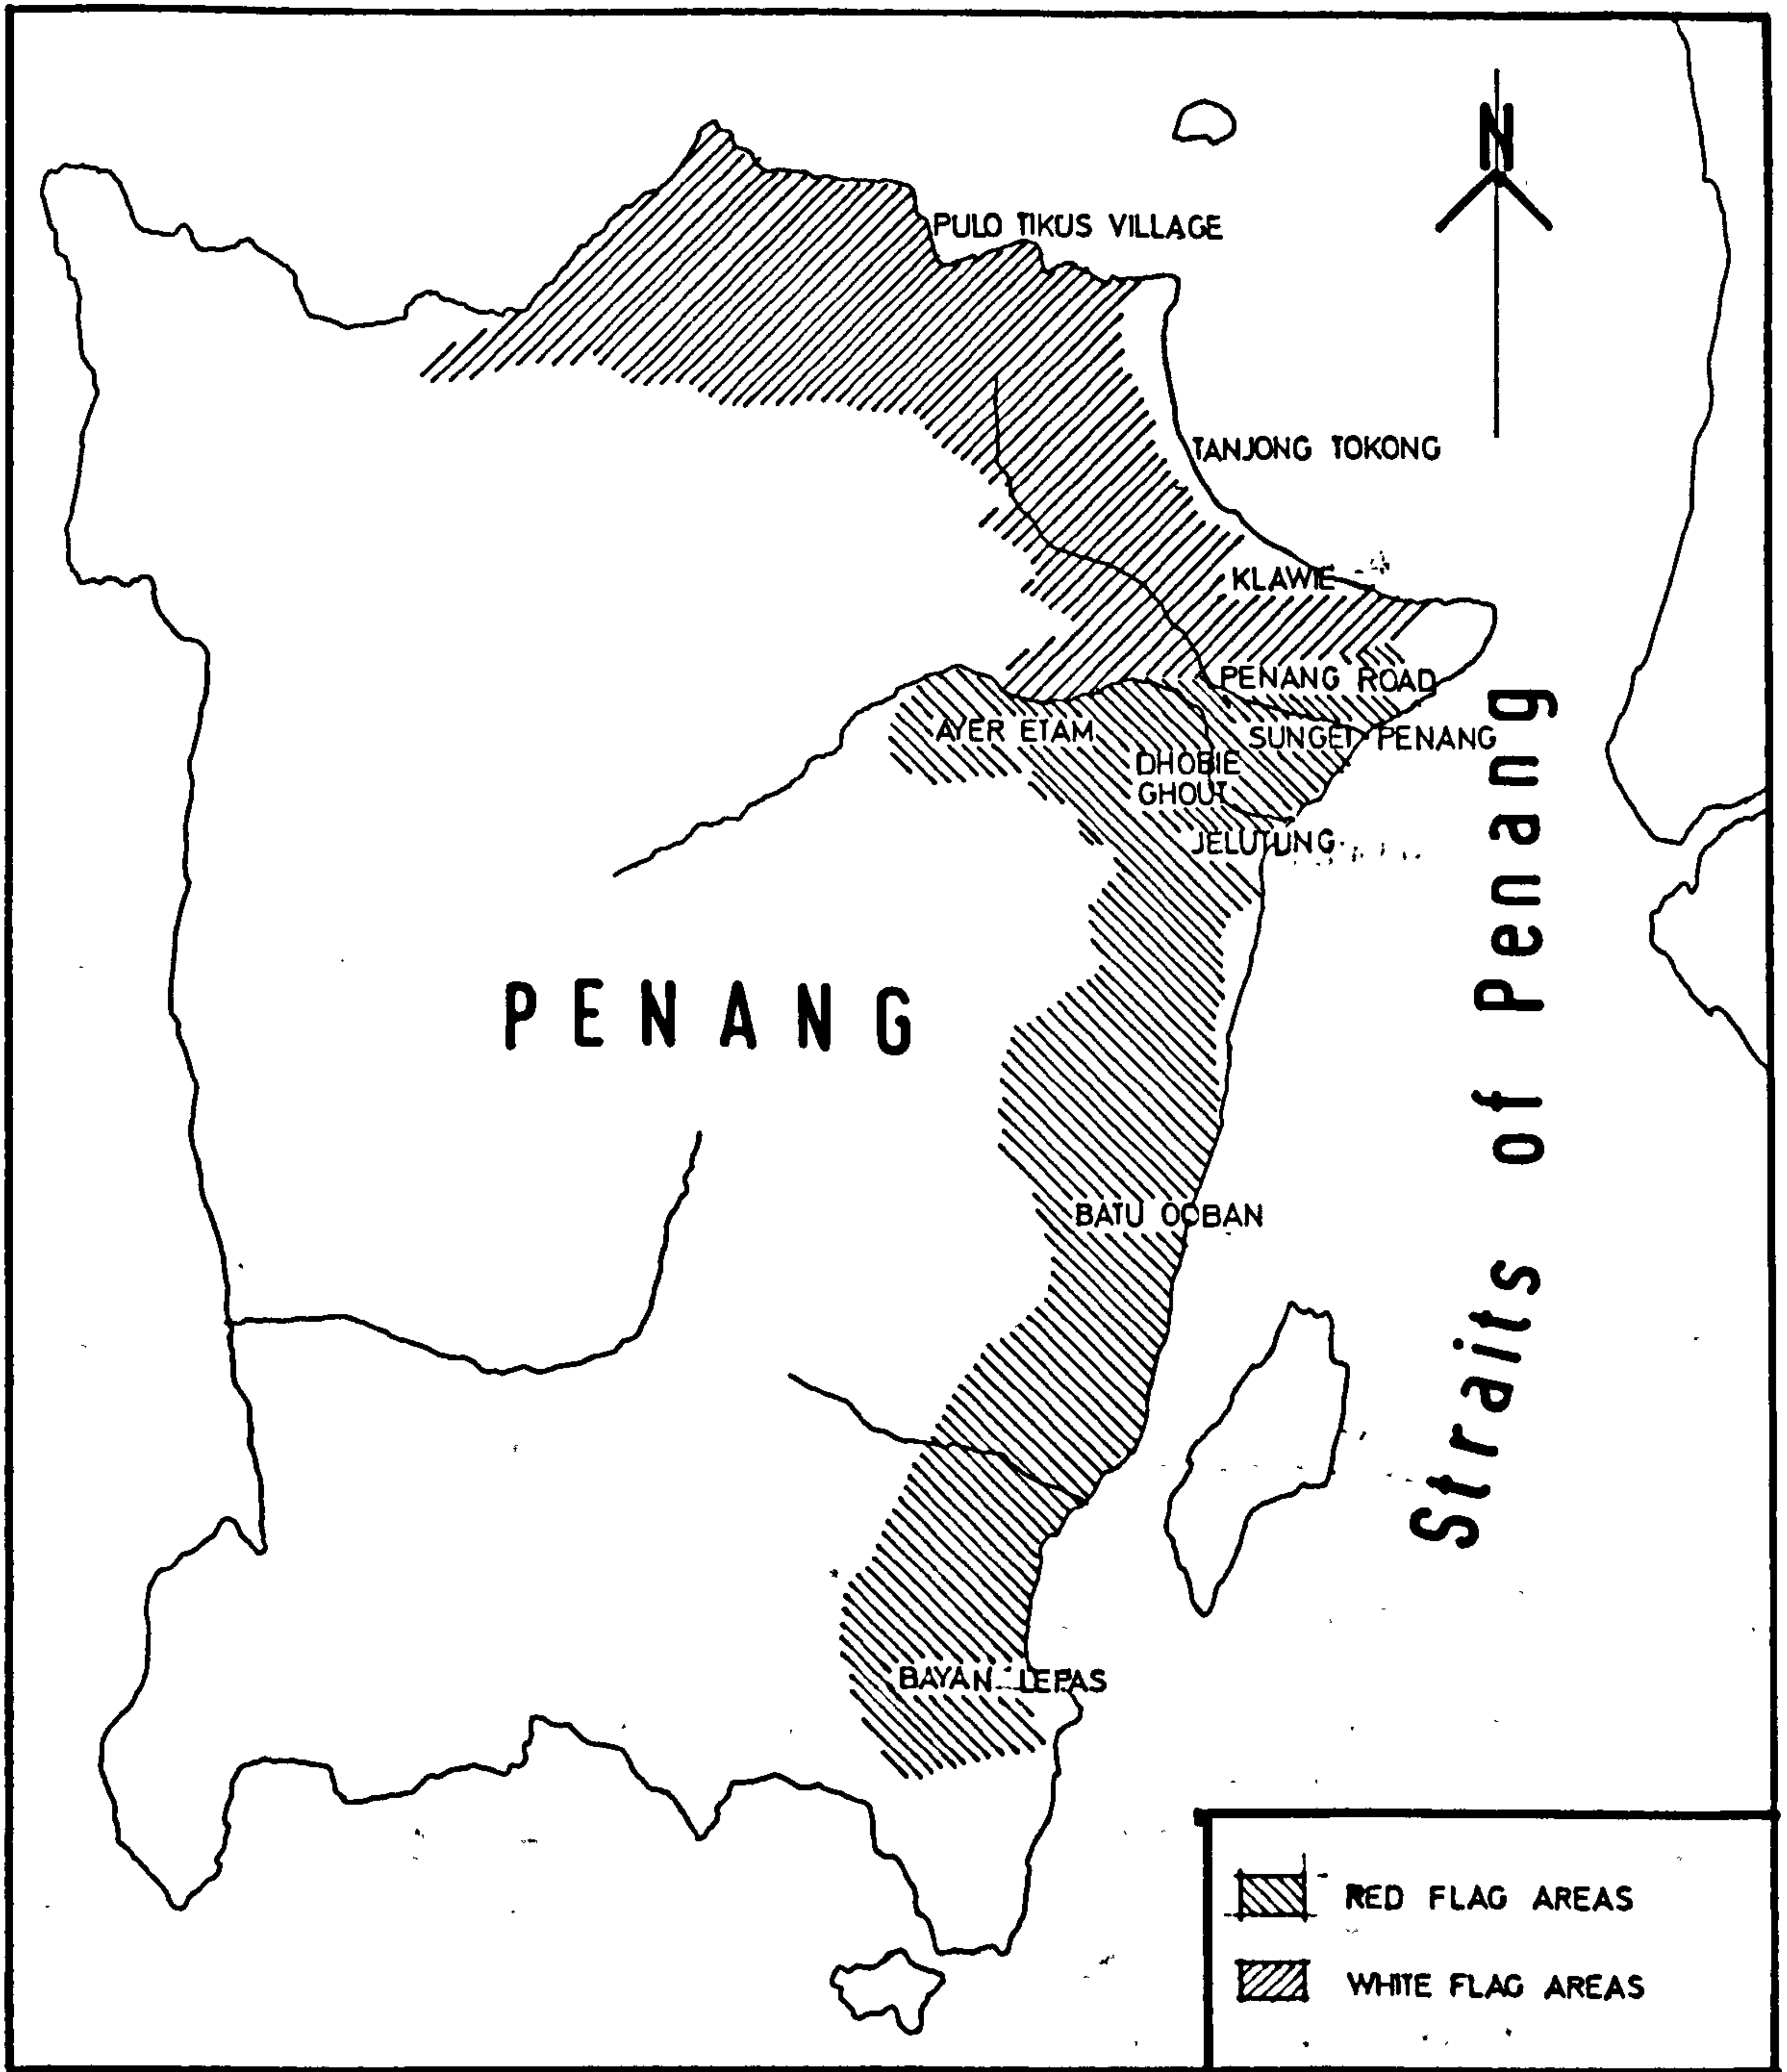 N
PULO TIKUS VILLAGE
TANJONG TOKONG
KLAWIE
PENANG ROAD
AYER ETAM
SUNGEI PENANG
DHOBIE
GHOUT
JELUTUNG
PENANG
Straits of Penang
BATU OOBAN
BAYAN LEPAS
RED FLAG AREAS
WHITE FLAG AREAS